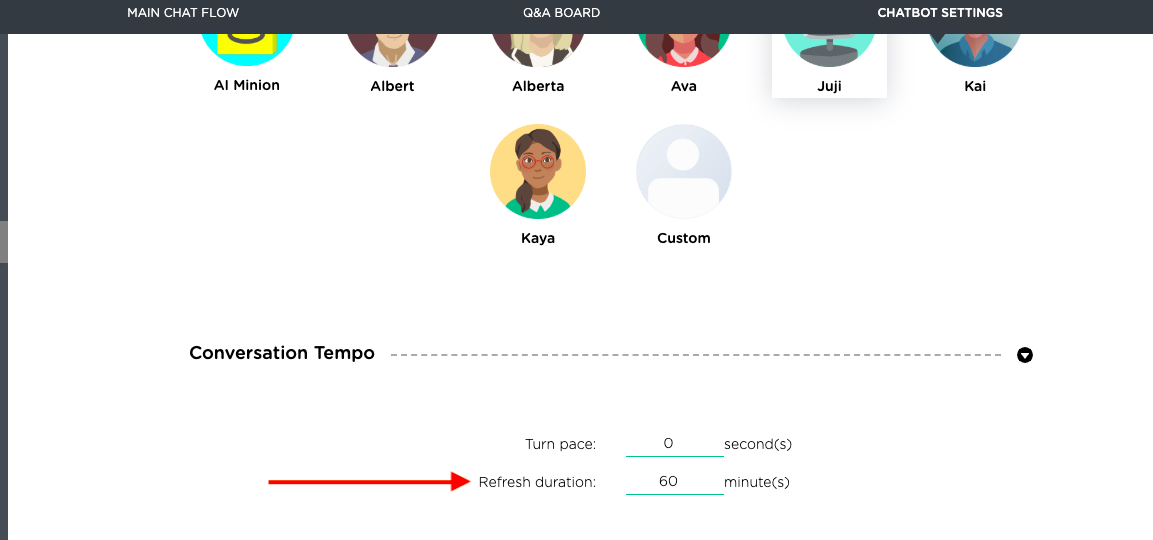 MAIN CHAT FLOW Q&A BOARD CHATBOT SETTINGS
AI Minion Albert Alberta Ava Juji Kai
Kaya Custom
Conversation Tempo
Turn pace: 0 second(s)
Refresh duration: 60 minute(s)